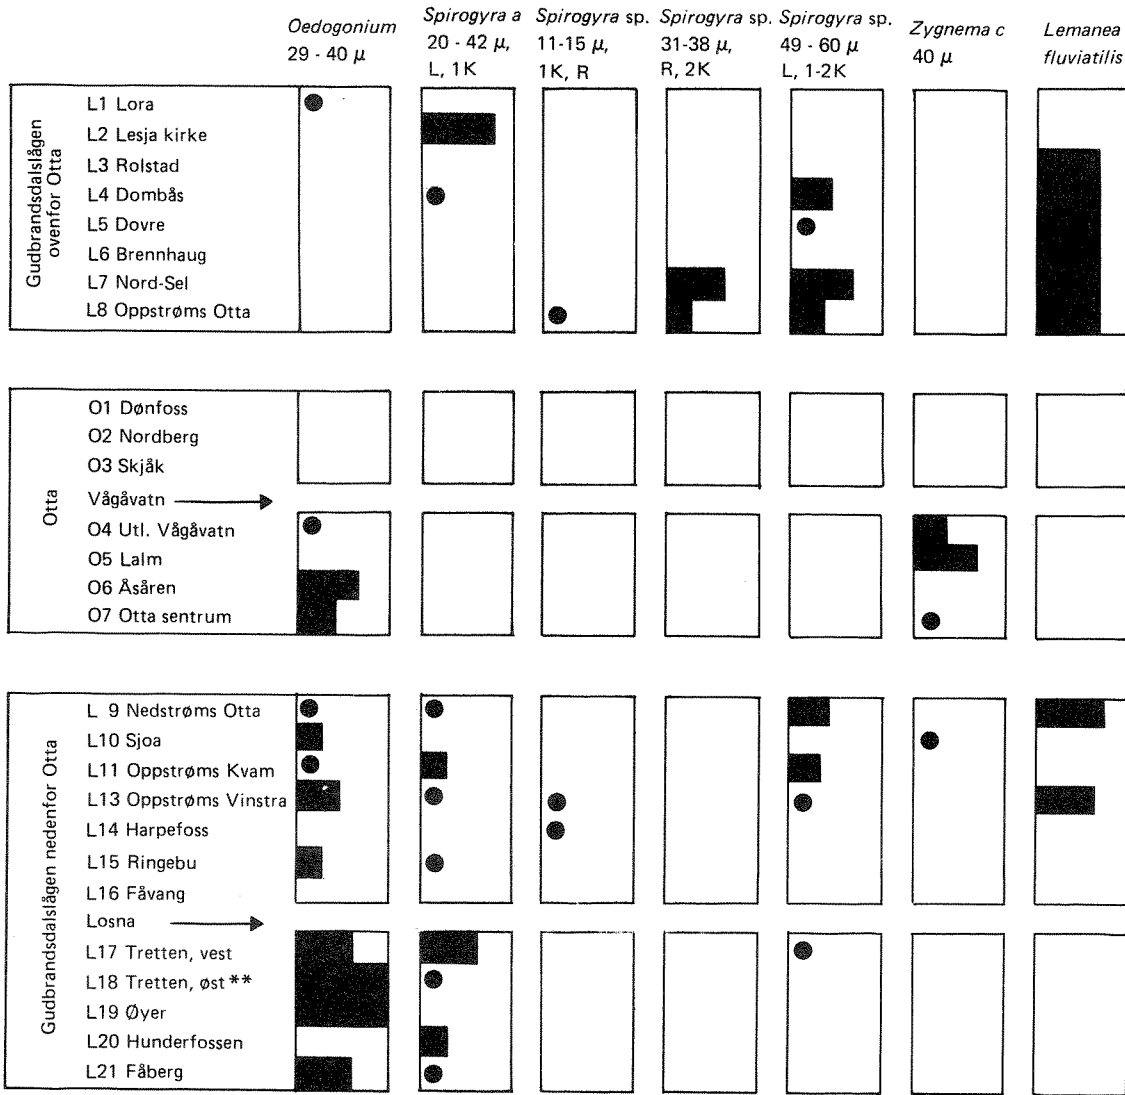 Oedogonium
29 - 40 µ
Spirogyra a
20 - 42 µ,
L, 1K
Spirogyra sp.
11-15 µ,
1K, R
Spirogyra sp.
31-38 µ,
R, 2K
Spirogyra sp.
49 - 60 µ
L, 1-2K
Zygnema c
40 µ
Lemanea
fluviatilis
Gudbrandsdalslågen
ovenfor Otta
L1 Lora
L2 Lesja kirke
L3 Rolstad
L4 Dombås
L5 Dovre
L6 Brennhaug
L7 Nord-Sel
L8 Oppstrøms Otta
Otta
O1 Dønfoss
O2 Nordberg
O3 Skjåk
Vågåvatn
O4 Utl. Vågåvatn
O5 Lalm
O6 Åsåren
O7 Otta sentrum
Gudbrandsdalslågen nedenfor Otta
L 9 Nedstrøms Otta
L10 Sjoa
L11 Oppstrøms Kvam
L13 Oppstrøms Vinstra
L14 Harpefoss
L15 Ringebu
L16 Fåvang
Losna
L17 Tretten, vest
L18 Tretten, øst **
L19 Øyer
L20 Hunderfossen
L21 Fåberg